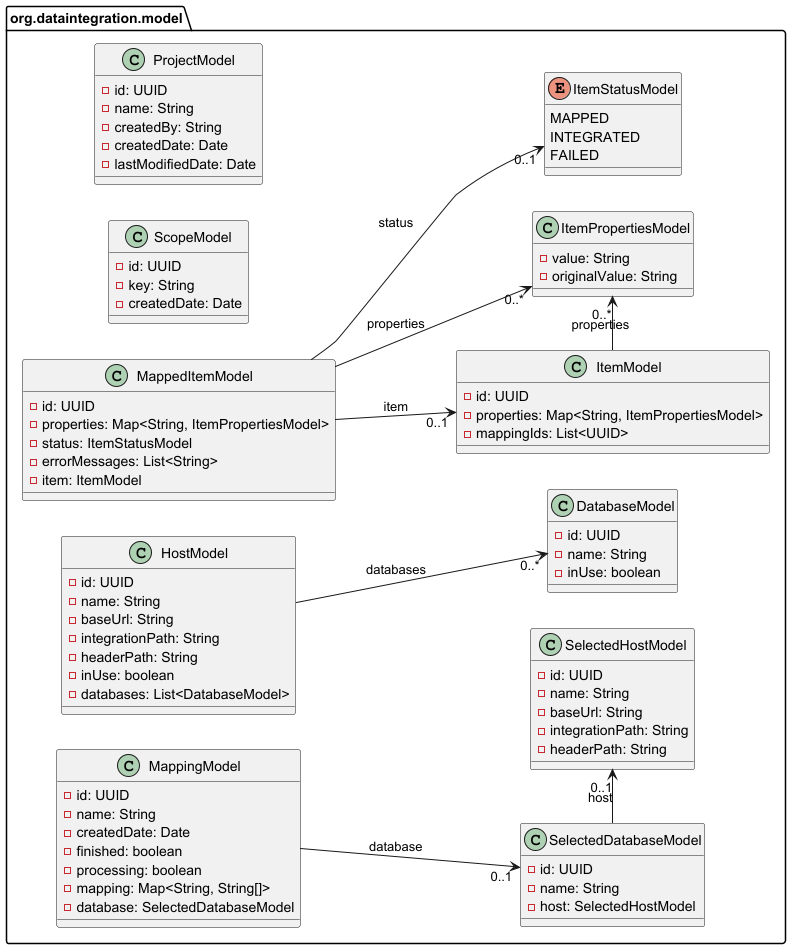 org.dataintegration.model
C ProjectModel
id: UUID
name: String
createdBy: String
createdDate: Date
lastModifiedDate: Date
E ItemStatusModel
MAPPED
INTEGRATED
FAILED
0..1
status
C ScopeModel
id: UUID
key: String
createdDate: Date
C ItemPropertiesModel
value: String
originalValue: String
0..*
properties
0..*
properties
C MappedItemModel
id: UUID
properties: Map<String, ItemPropertiesModel>
status: ItemStatusModel
errorMessages: List<String>
item: ItemModel
item
0..1
C ItemModel
id: UUID
properties: Map<String, ItemPropertiesModel>
mappingIds: List<UUID>
C HostModel
id: UUID
name: String
baseUrl: String
integrationPath: String
headerPath: String
inUse: boolean
databases: List<DatabaseModel>
databases
0..*
C DatabaseModel
id: UUID
name: String
inUse: boolean
C SelectedHostModel
id: UUID
name: String
baseUrl: String
integrationPath: String
headerPath: String
0..1
host
C MappingModel
id: UUID
name: String
createdDate: Date
finished: boolean
processing: boolean
mapping: Map<String, String[]>
database: SelectedDatabaseModel
database
0..1
C SelectedDatabaseModel
id: UUID
name: String
host: SelectedHostModel